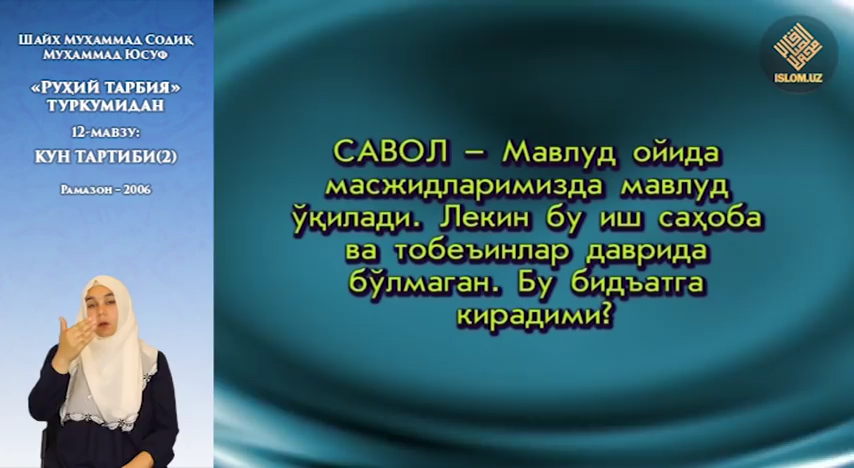 Шайх Муҳаммад Содиқ
Муҳаммад Юсуф
«Руҳий тарбия»
туркумидан
12-мавзу:
КУН ТАРТИБИ(2)
Рамазон - 2006
ISLOM.UZ
САВОЛ – Мавлуд ойида
масжидларимизда мавлуд
ўқилади. Лекин бу иш саҳоба
ва тобеъинлар даврида
бўлмаган. Бу бидъатга
кирадими?